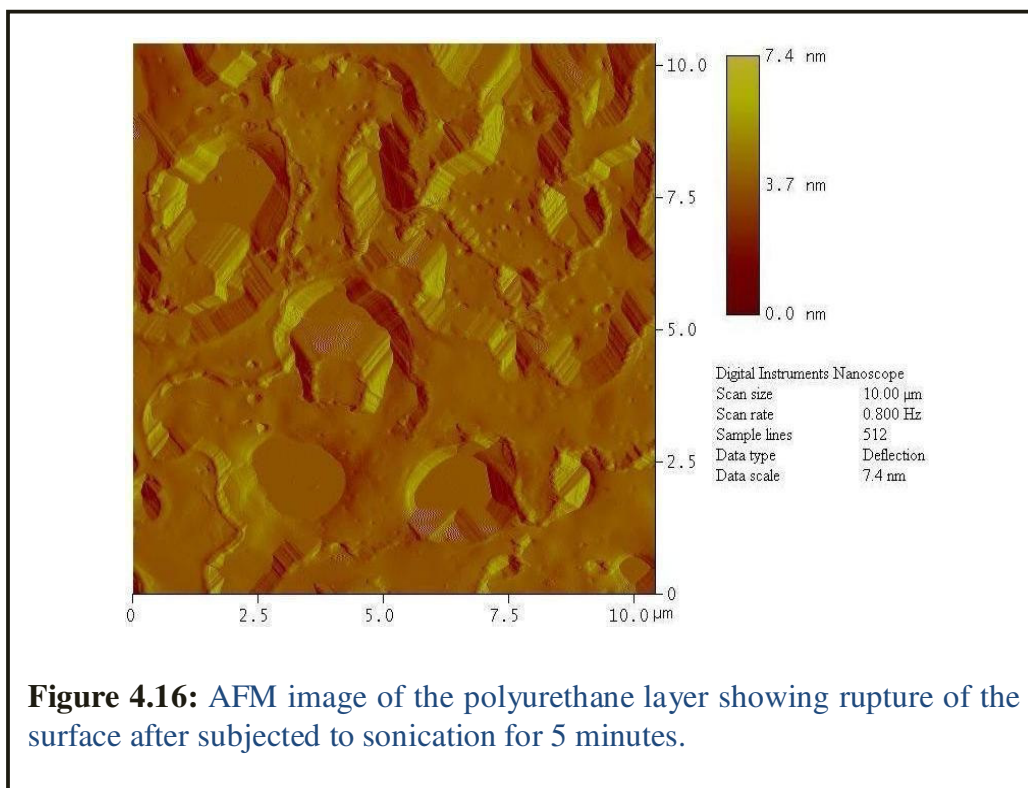 7.4 nm
10.0
3.7 nm
7.5
0.0 nm
5.0
Digital Instruments Nanoscope
Scan size 10.00 µm
Scan rate 0.800 Hz
Sample lines 512
Data type Deflection
Data scale 7.4 nm
2.5
0
0 2.5 5.0 7.5 10.0 µm
Figure 4.16: AFM image of the polyurethane layer showing rupture of the
surface after subjected to sonication for 5 minutes.